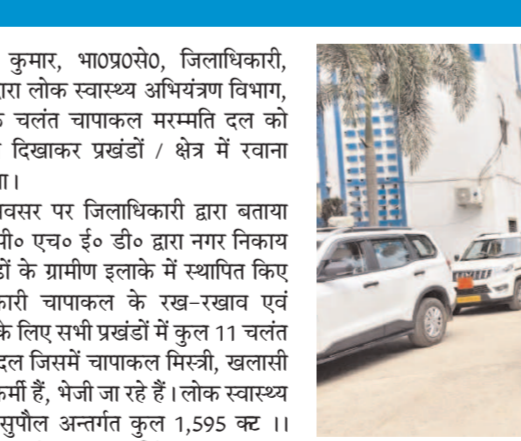 कुमार, भा0प्र0से0, जिलाधिकारी,
लोक स्वास्थ्य अभियंत्रण विभाग,
चलंत चापाकल मरम्मति दल को
दिखाकर प्रखंडों / क्षेत्र में रवाना
पर जिलाधिकारी द्वारा बताया
पी० एच० ई० डी० द्वारा नगर निकाय
के ग्रामीण इलाके में स्थापित किए
चापाकल के रख-रखाव एवं
के लिए सभी प्रखंडों में कुल 11 चलंत
दल जिसमें चापाकल मिस्त्री, खलासी
हैं, भेजी जा रहे हैं। लोक स्वास्थ्य
सुपौल अन्तर्गत कुल 1,595 क्ट ।।